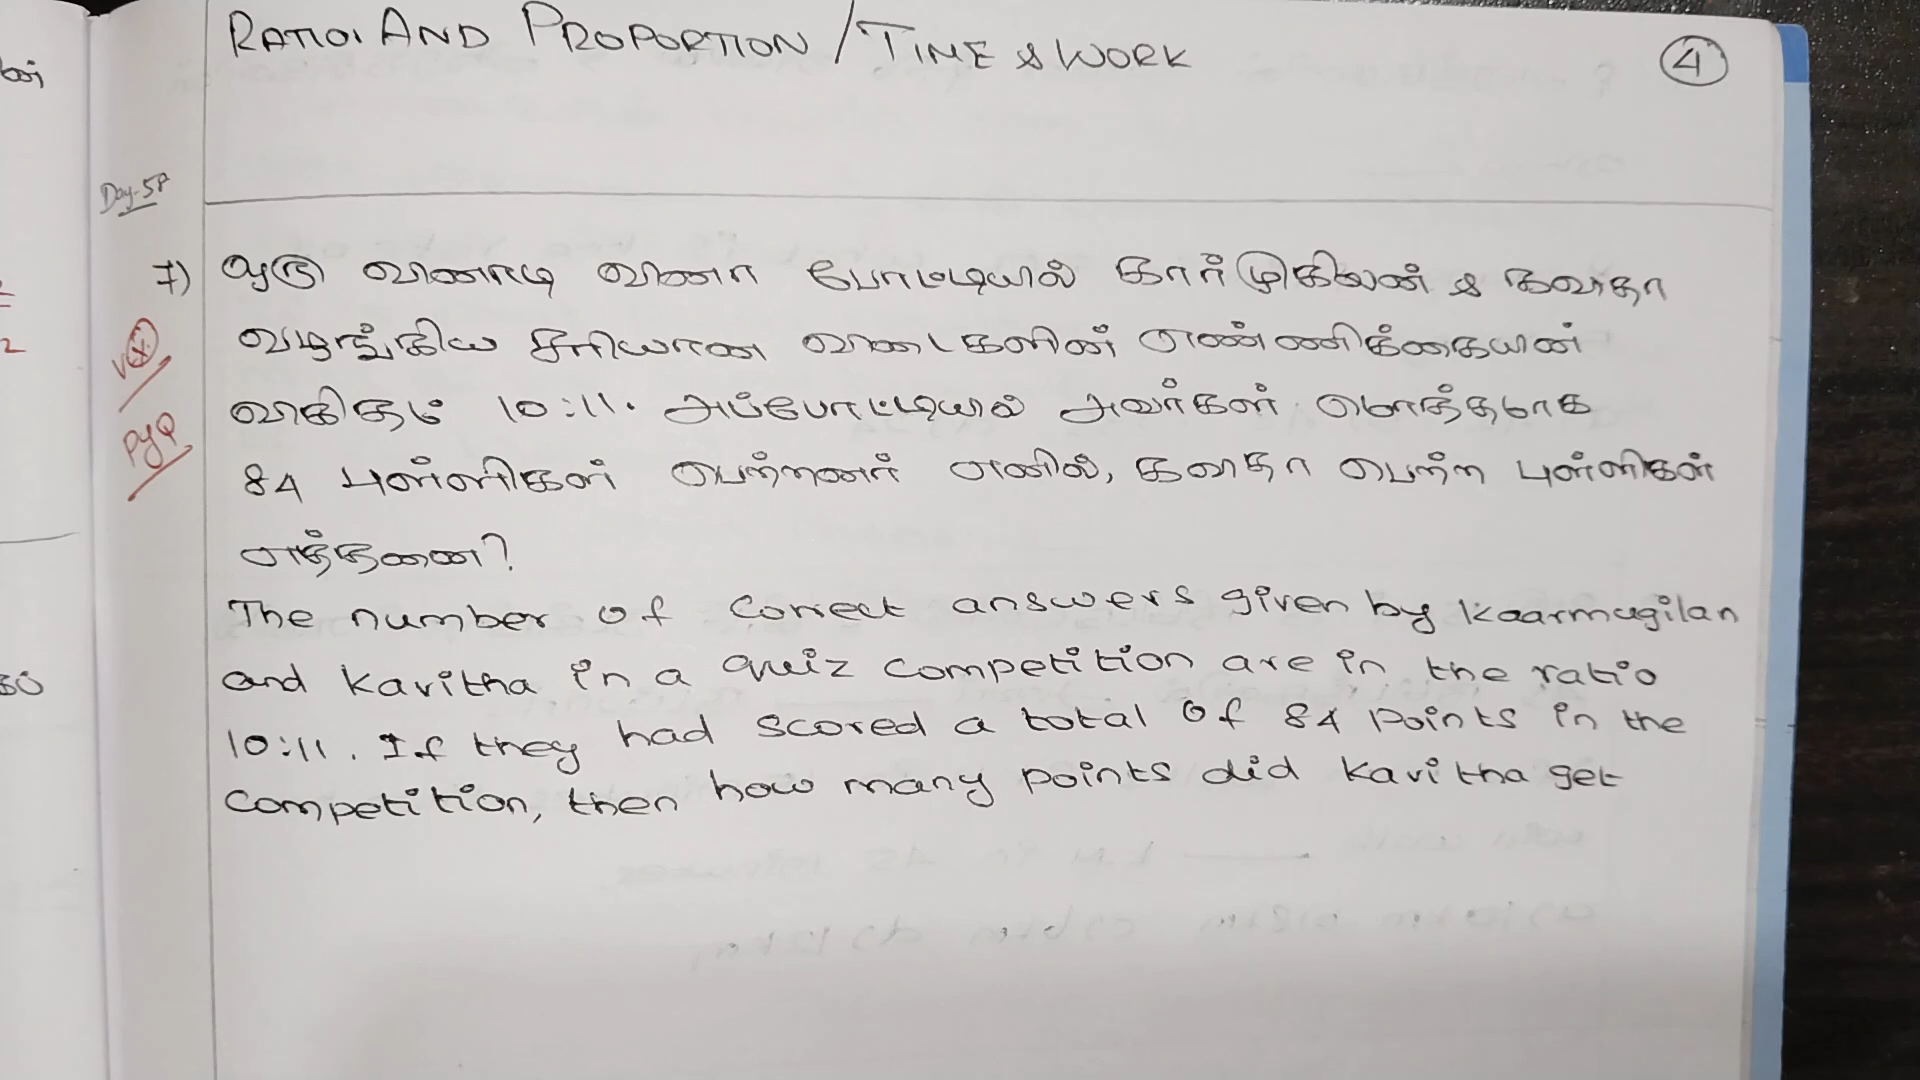 RATIO AND PROPORTION / TIME & WORK
4
Day-58
7) ஒரு வினாடி வினா போட்டியில் கார்முகிலன் & கவிதா
வழங்கிய சரியான விடைகளின் எண்ணிக்கையின்
விகிதம் 10:11. அப்போட்டியில் அவர்கள் மொத்தமாக
PYQ
84 புள்ளிகள் பெற்றனர் எனில், கவிதா பெற்ற புள்ளிகள்
எத்தனை?
The number of correct answers given by Kaarmugilan
and Kavitha in a quiz competition are in the ratio
10:11. If they had scored a total of 84 points in the
competition, then how many points did Kavitha get